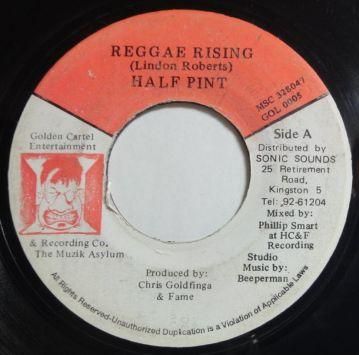 REGGAE RISING
(Lindon Roberts)
HALF PINT
MSC 328047
GOL 0005
Golden Cartel
Entertainment
& Recording Co.
The Muzik Asylum
Side A
Distributed by
SONIC SOUNDS
25 Retirement
Road,
Kingston 5
Tel: 92-61204
Mixed by:
Phillip Smart
at HC&F
Recording
Studio
Music by:
Beeperman
Produced by:
Chris Goldfinga
& Fame
All Rights Reserved-Unauthorized Duplication is a Violation of Applicable Laws